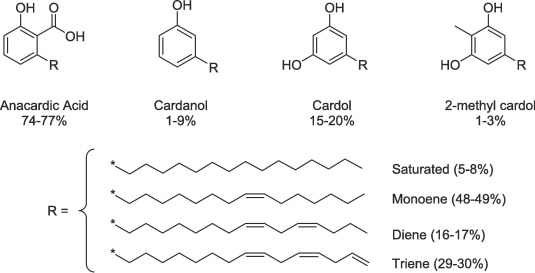 OH O
OH
R
OH
R
OH
HO R
OH
HO R
Anacardic Acid Cardanol Cardol 2-methyl cardol
74-77% 1-9% 15-20% 1-3%
R =
* Saturated (5-8%)
* Monoene (48-49%)
* Diene (16-17%)
* Triene (29-30%)